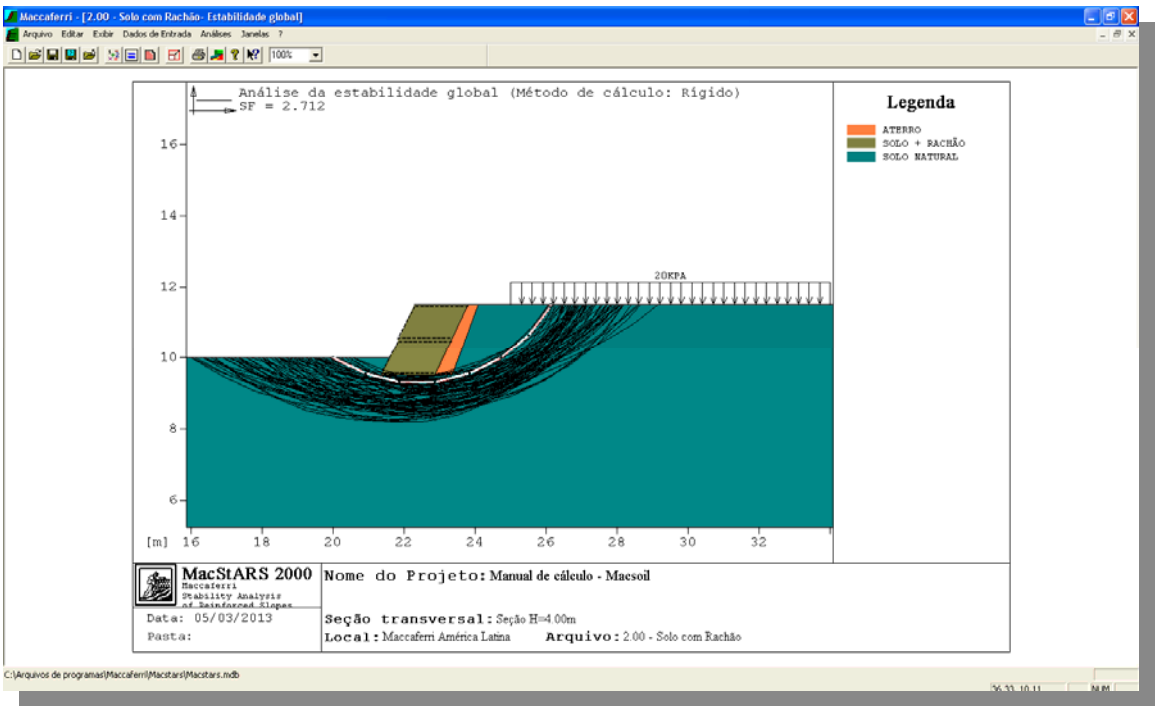 Maccaferri - [2.00 - Solo com Rachão- Estabilidade global]
Arquivo Editar Exibir Dados de Entrada Análises Janelas ?
100%
Análise da estabilidade global (Método de cálculo: Rígido)
SF = 2.712
Legenda
ATERRO
SOLO + RACHÃO
SOLO NATURAL
16
14
12
10
8
6
20KPA
[m] 16 18 20 22 24 26 28 30 32
MacStARS 2000
Maccaferri
Stability Analysis
of Reinforced Slopes
Data: 05/03/2013
Pasta:
Nome do Projeto: Manual de cálculo - Macsoil
Seção transversal: Seção H=4.00m
Local: Maccaferri América Latina Arquivo: 2.00 - Solo com Rachão
C:\Arquivos de programas\Maccaferri\Macstars\Macstars.mdb
NUM